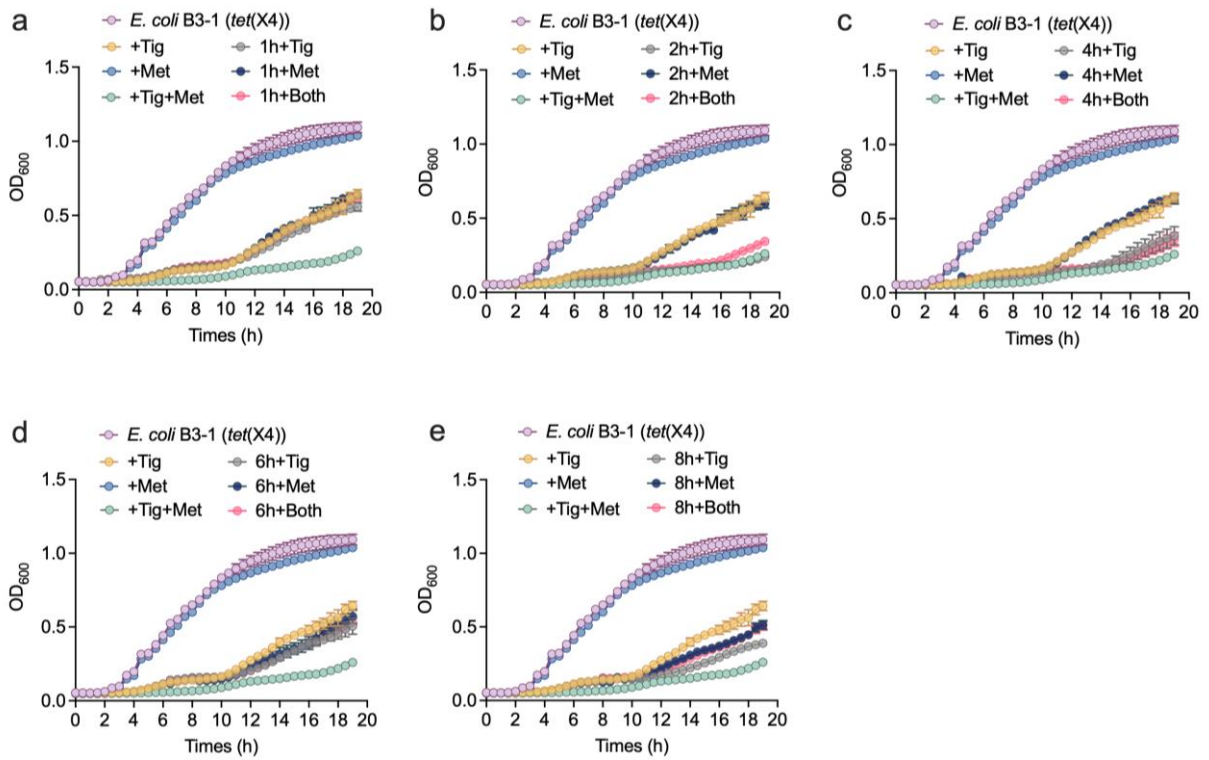 a
E. coli B3-1 (tet(X4))
+Tig 1h+Tig
+Met 1h+Met
+Tig+Met 1h+Both
1.5
1.0
0.5
0.0
OD600
0 2 4 6 8 10 12 14 16 18 20
Times (h)
b
E. coli B3-1 (tet(X4))
+Tig 2h+Tig
+Met 2h+Met
+Tig+Met 2h+Both
1.5
1.0
0.5
0.0
OD600
0 2 4 6 8 10 12 14 16 18 20
Times (h)
c
E. coli B3-1 (tet(X4))
+Tig 4h+Tig
+Met 4h+Met
+Tig+Met 4h+Both
1.5
1.0
0.5
0.0
OD600
0 2 4 6 8 10 12 14 16 18 20
Times (h)
d
E. coli B3-1 (tet(X4))
+Tig 6h+Tig
+Met 6h+Met
+Tig+Met 6h+Both
1.5
1.0
0.5
0.0
OD600
0 2 4 6 8 10 12 14 16 18 20
Times (h)
e
E. coli B3-1 (tet(X4))
+Tig 8h+Tig
+Met 8h+Met
+Tig+Met 8h+Both
1.5
1.0
0.5
0.0
OD600
0 2 4 6 8 10 12 14 16 18 20
Times (h)